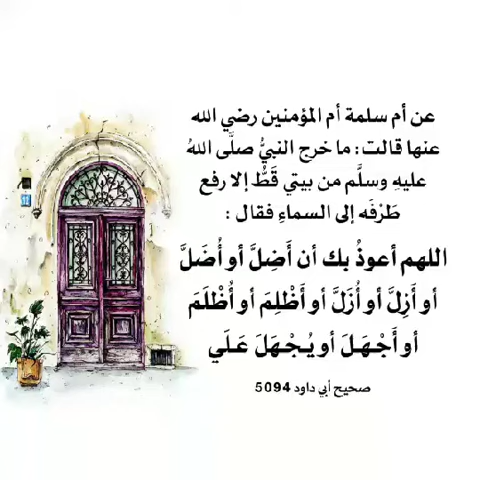 عن أم سلمة أم المؤمنين رضي الله
عنها قالت: ما خرج النبيُّ صلَّى اللهُ
عليهِ وسلَّم من بيتي قَطُّ إلا رفع
طَرْفَه إلى السماءِ فقال :
اللهم أعوذُ بك أن أَضِلَّ أو أُضَلَّ
أو أَزِلَّ أو أُزَلَّ أو أَظْلِمَ أو أُظْلَمَ
أو أَجْهَلَ أو يُجْهَلَ عَلَي
صحيح أبي داود 5094
12